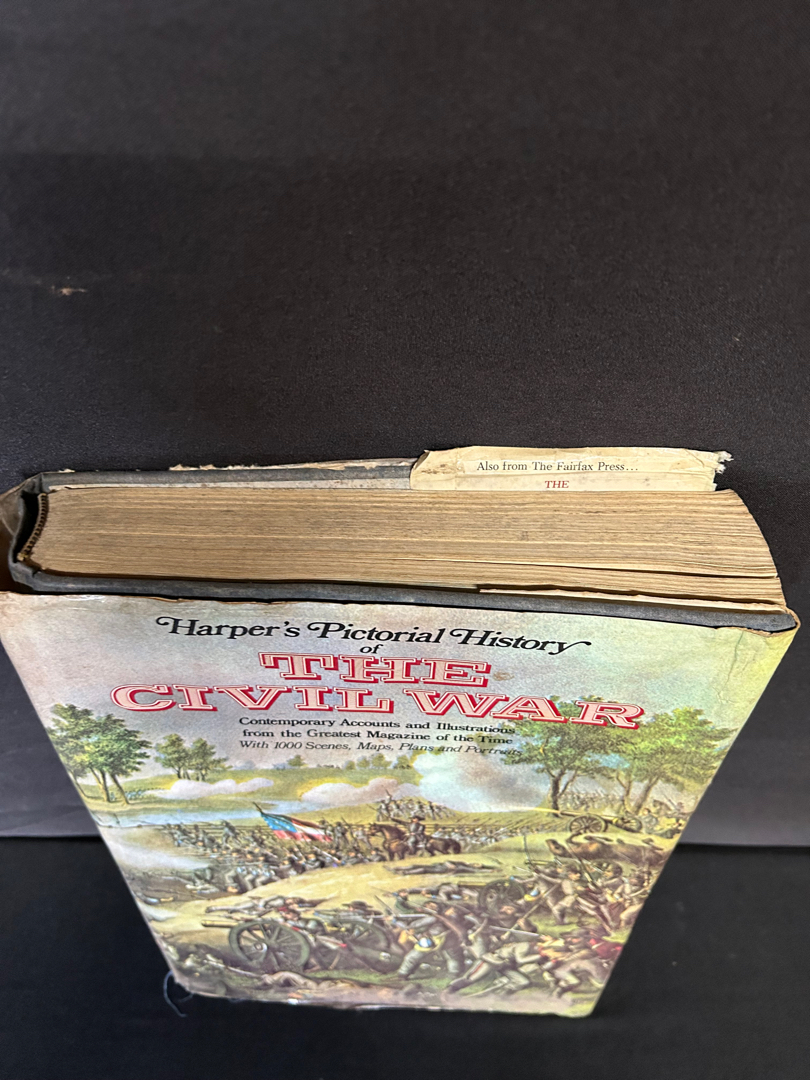 Also from The Fairfax Press...
THE
Harper's Pictorial History
of
THE
CIVIL WAR
Contemporary Accounts and Illustrations
from the Greatest Magazine of the Time
With 1000 Scenes, Maps, Plans and Portraits